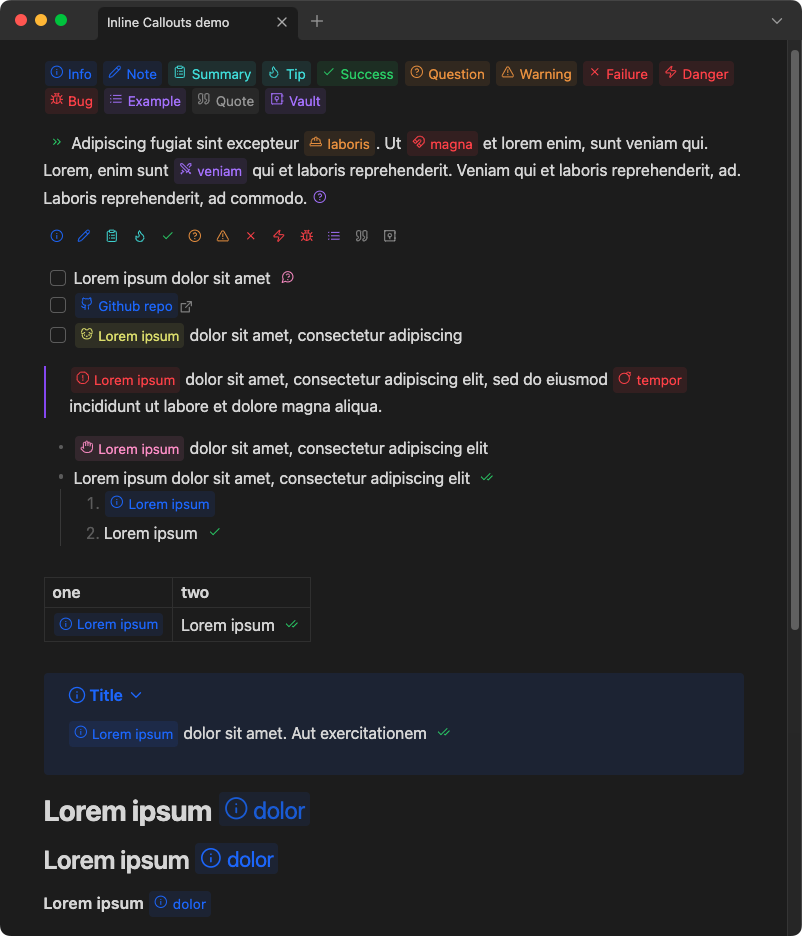 Inline Callouts demo
Info Note Summary Tip Success Question Warning Failure Danger
Bug Example Quote Vault
Adipiscing fugiat sint excepteur laboris. Ut magna et lorem enim, sunt veniam qui.
Lorem, enim sunt veniam qui et laboris reprehenderit. Veniam qui et laboris reprehenderit, ad.
Laboris reprehenderit, ad commodo.
Lorem ipsum dolor sit amet
Github repo
Lorem ipsum dolor sit amet, consectetur adipiscing
Lorem ipsum dolor sit amet, consectetur adipiscing elit, sed do eiusmod tempor
incididunt ut labore et dolore magna aliqua.
Lorem ipsum dolor sit amet, consectetur adipiscing elit
Lorem ipsum dolor sit amet, consectetur adipiscing elit
1. Lorem ipsum
2. Lorem ipsum
one two
Lorem ipsum Lorem ipsum
Title
Lorem ipsum dolor sit amet. Aut exercitationem
Lorem ipsum dolor
Lorem ipsum dolor
Lorem ipsum dolor